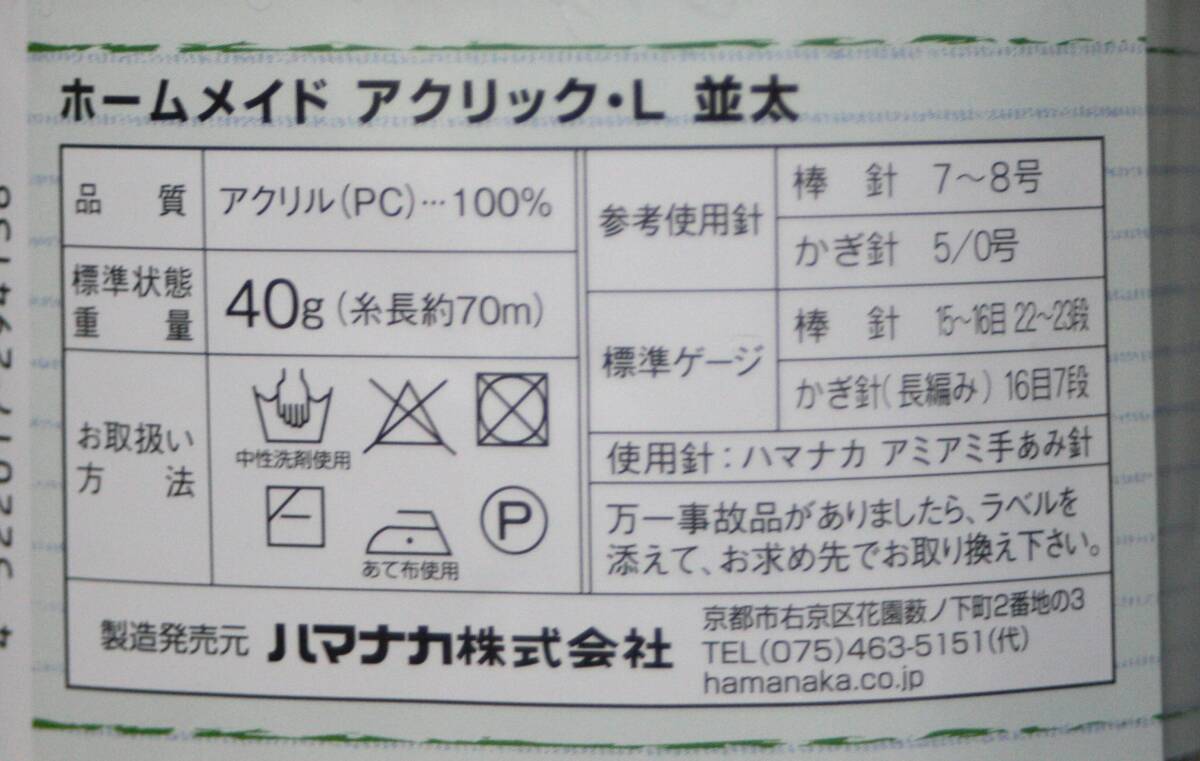 ホームメイド アクリック・L 並太
品質 アクリル(PC)…100%
標準状態
重量
40g(糸長約70m)
お取扱い
方法
中性洗剤使用
P
あて布使用
参考使用針
棒針 7〜8号
かぎ針 5/0号
標準ゲージ
棒針 15〜16目 22〜23段
かぎ針(長編み) 16目7段
使用針:ハマナカ アミアミ手あみ針
万一事故品がありましたら、ラベルを
添えて、お求め先でお取り換え下さい。
製造発売元 ハマナカ株式会社
京都市右京区花園薮ノ下町2番地の3
TEL(075)463-5151(代)
hamanaka.co.jp